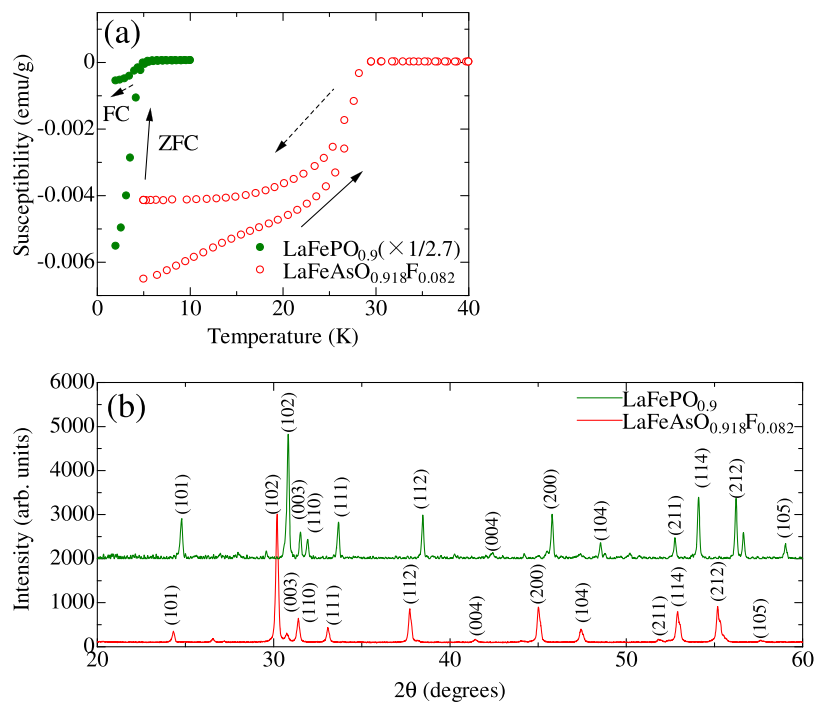 (a)
0
-0.002
-0.004
-0.006
Susceptibility (emu/g)
FC
ZFC
LaFePO0.9(×1/2.7)
LaFeAsO0.918F0.082
0 10 20 30 40
Temperature (K)
(b)
6000
5000
4000
3000
2000
1000
0
Intensity (arb. units)
LaFePO0.9
LaFeAsO0.918F0.082
(101) (102) (003) (110) (111) (112) (004) (200) (104) (211) (114) (212) (105)
(101) (102) (003) (110) (111) (112) (004) (200) (104) (211) (114) (212) (105)
20 30 40 50 60
2θ (degrees)